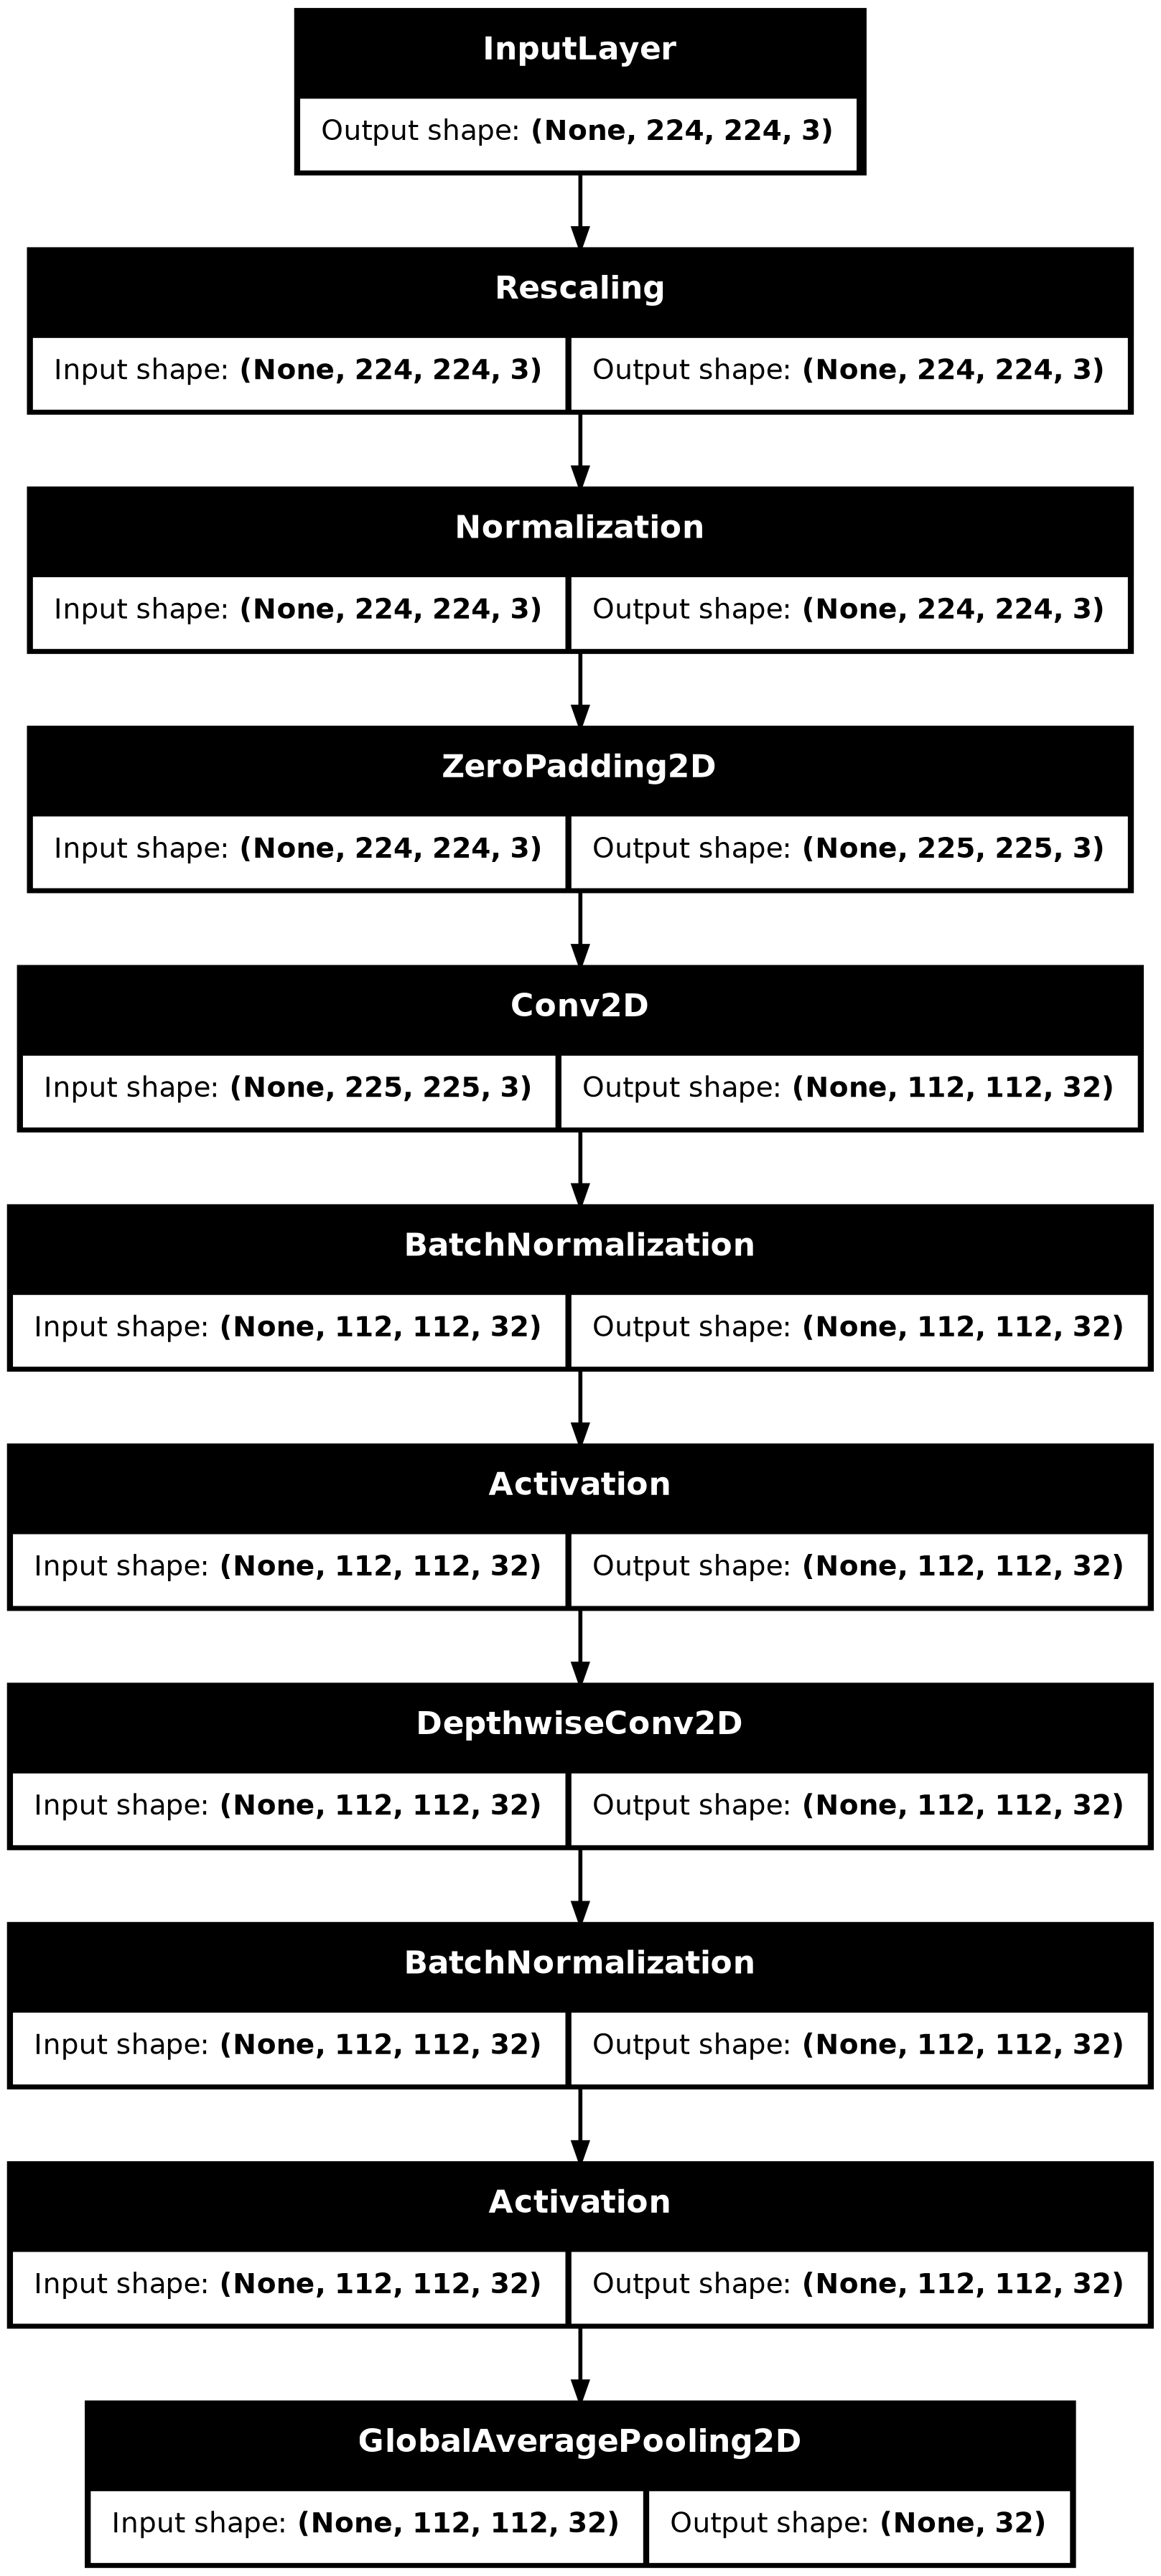 InputLayer
Output shape: (None, 224, 224, 3)
Rescaling
Input shape: (None, 224, 224, 3) Output shape: (None, 224, 224, 3)
Normalization
Input shape: (None, 224, 224, 3) Output shape: (None, 224, 224, 3)
ZeroPadding2D
Input shape: (None, 224, 224, 3) Output shape: (None, 225, 225, 3)
Conv2D
Input shape: (None, 225, 225, 3) Output shape: (None, 112, 112, 32)
BatchNormalization
Input shape: (None, 112, 112, 32) Output shape: (None, 112, 112, 32)
Activation
Input shape: (None, 112, 112, 32) Output shape: (None, 112, 112, 32)
DepthwiseConv2D
Input shape: (None, 112, 112, 32) Output shape: (None, 112, 112, 32)
BatchNormalization
Input shape: (None, 112, 112, 32) Output shape: (None, 112, 112, 32)
Activation
Input shape: (None, 112, 112, 32) Output shape: (None, 112, 112, 32)
GlobalAveragePooling2D
Input shape: (None, 112, 112, 32) Output shape: (None, 32)